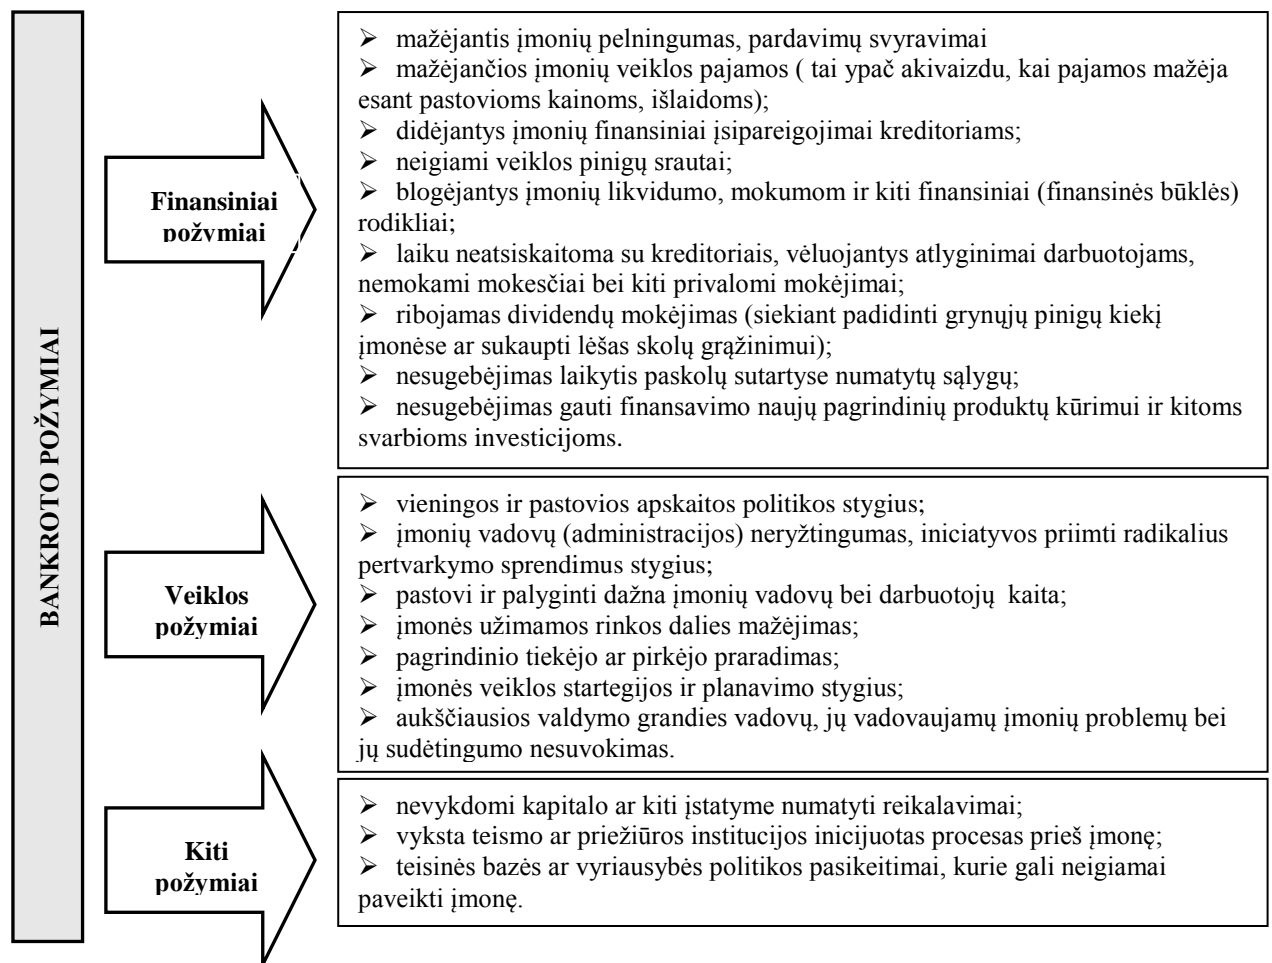 BANKROTO POŽYMIAI
Finansiniai
požymiai
➢ mažėjantis įmonių pelningumas, pardavimų svyravimai
➢ mažėjančios įmonių veiklos pajamos ( tai ypač akivaizdu, kai pajamos mažėja
esant pastovioms kainoms, išlaidoms);
➢ didėjantys įmonių finansiniai įsipareigojimai kreditoriams;
➢ neigiami veiklos pinigų srautai;
➢ blogėjantys įmonių likvidumo, mokumom ir kiti finansiniai (finansinės būklės)
rodikliai;
➢ laiku neatsiskaitoma su kreditoriais, vėluojantys atlyginimai darbuotojams,
nemokami mokesčiai bei kiti privalomi mokėjimai;
➢ ribojamas dividendų mokėjimas (siekiant padidinti grynųjų pinigų kiekį
įmonėse ar sukaupti lėšas skolų grąžinimui);
➢ nesugebėjimas laikytis paskolų sutartyse numatytų sąlygų;
➢ nesugebėjimas gauti finansavimo naujų pagrindinių produktų kūrimui ir kitoms
svarbioms investicijoms.
Veiklos
požymiai
➢ vieningos ir pastovios apskaitos politikos stygius;
➢ įmonių vadovų (administracijos) neryžtingumas, iniciatyvos priimti radikalius
pertvarkymo sprendimus stygius;
➢ pastovi ir palyginti dažna įmonių vadovų bei darbuotojų kaita;
➢ įmonės užimamos rinkos dalies mažėjimas;
➢ pagrindinio tiekėjo ar pirkėjo praradimas;
➢ įmonės veiklos startegijos ir planavimo stygius;
➢ aukščiausios valdymo grandies vadovų, jų vadovaujamų įmonių problemų bei
jų sudėtingumo nesuvokimas.
Kiti
požymiai
➢ nevykdomi kapitalo ar kiti įstatyme numatyti reikalavimai;
➢ vyksta teismo ar priežiūros institucijos inicijuotas procesas prieš įmonę;
➢ teisinės bazės ar vyriausybės politikos pasikeitimai, kurie gali neigiamai
paveikti įmonę.